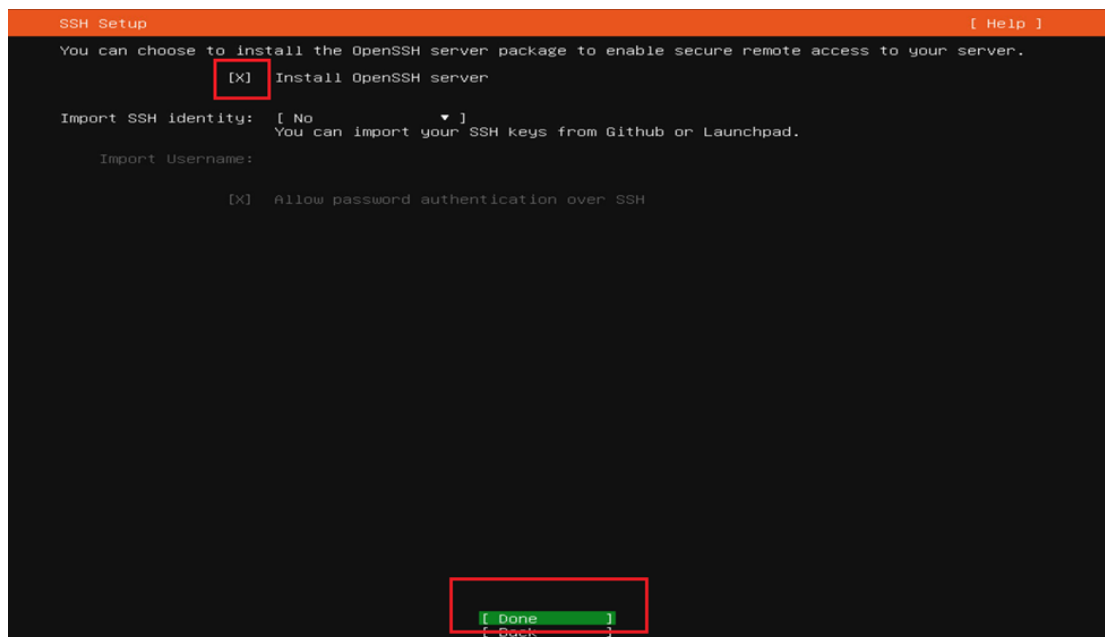 SSH Setup [ Help ]
You can choose to install the OpenSSH server package to enable secure remote access to your server.
[X] Install OpenSSH server
Import SSH identity: [ No ▾ ]
You can import your SSH keys from Github or Launchpad.
Import Username:
[X] Allow password authentication over SSH
[ Done ]
[ Back ]